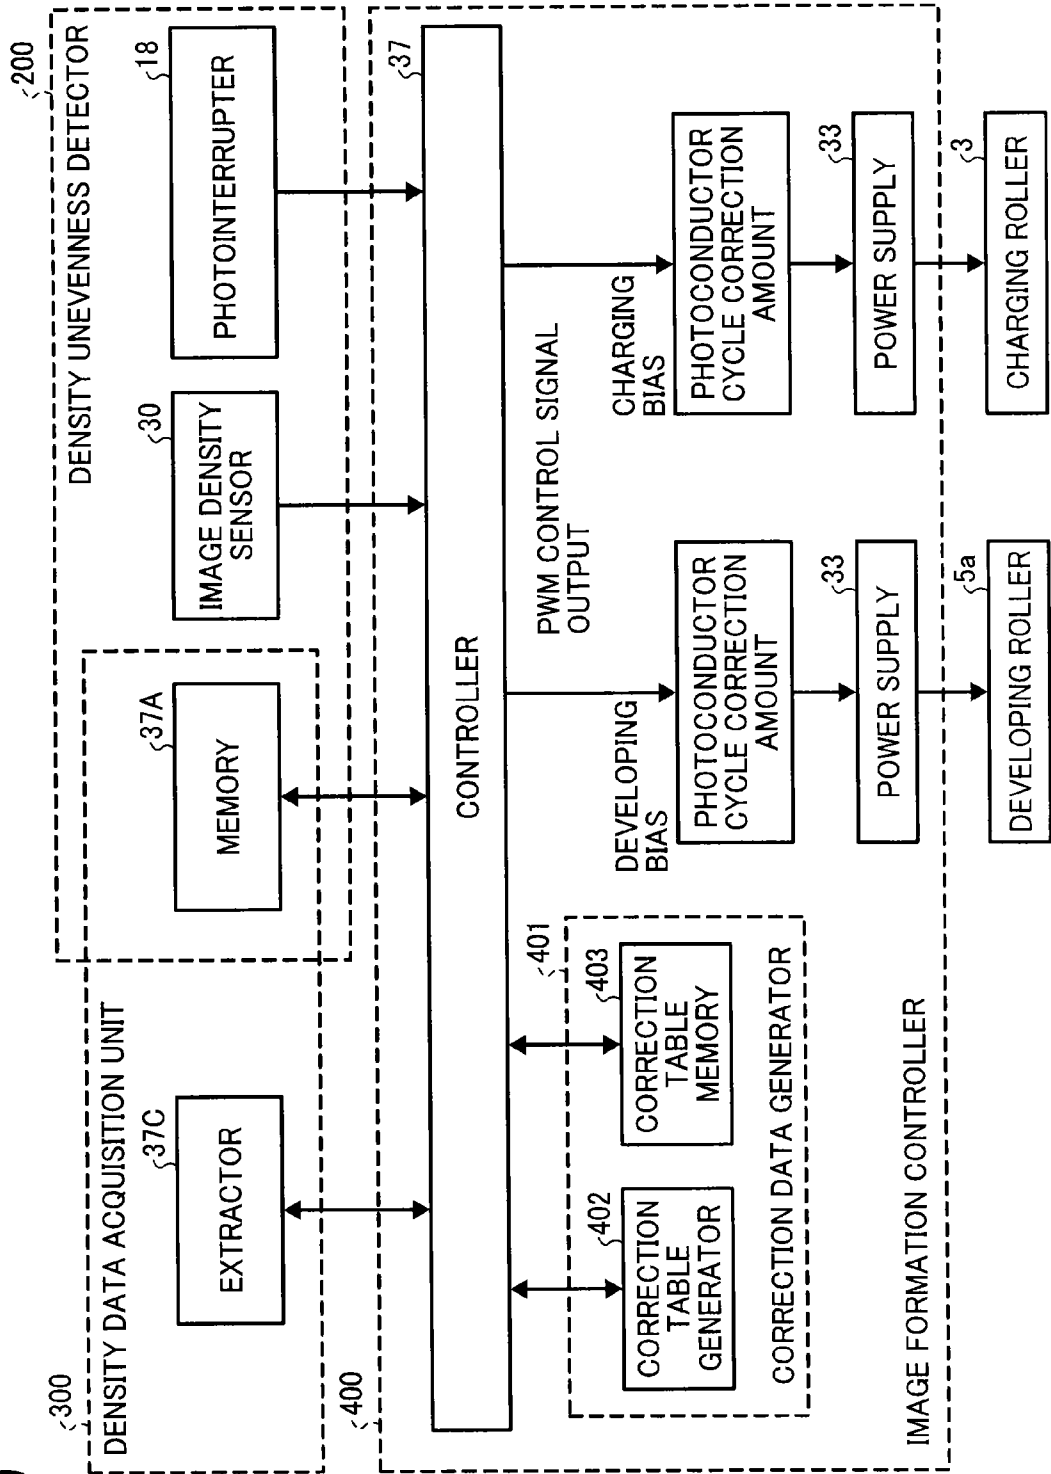 200
DENSITY UNEVENNESS DETECTOR
300
DENSITY DATA ACQUISITION UNIT
37C
EXTRACTOR
37A
MEMORY
30
IMAGE DENSITY
SENSOR
18
PHOTOINTERRUPTER
400
37
CONTROLLER
401
402
CORRECTION
TABLE
GENERATOR
403
CORRECTION
TABLE
MEMORY
CORRECTION DATA GENERATOR
PWM CONTROL SIGNAL
OUTPUT
DEVELOPING
BIAS
PHOTOCONDUCTOR
CYCLE CORRECTION
AMOUNT
33
POWER SUPPLY
CHARGING
BIAS
PHOTOCONDUCTOR
CYCLE CORRECTION
AMOUNT
33
POWER SUPPLY
IMAGE FORMATION CONTROLLER
5a
DEVELOPING ROLLER
3
CHARGING ROLLER